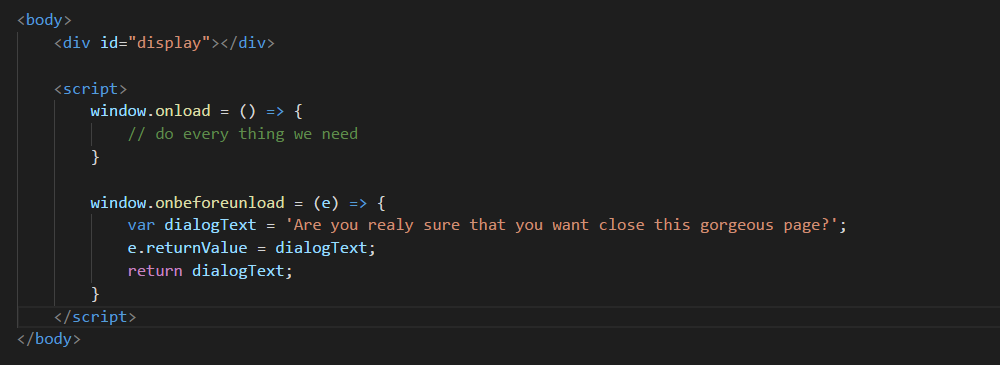 <body>
    <div id="display"></div>

    <script>
        window.onload = () => {
            // do every thing we need
        }

        window.onbeforeunload = (e) => {
            var dialogText = 'Are you realy sure that you want close this gorgeous page?';
            e.returnValue = dialogText;
            return dialogText;
        }
    </script>
</body>